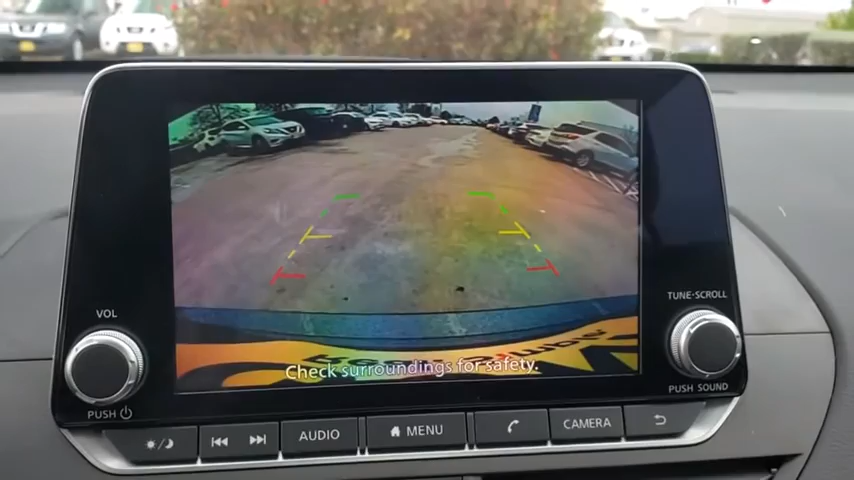 VOL
TUNE·SCROLL
Check surroundings for safety.
PUSH
PUSH SOUND
AUDIO
MENU
CAMERA